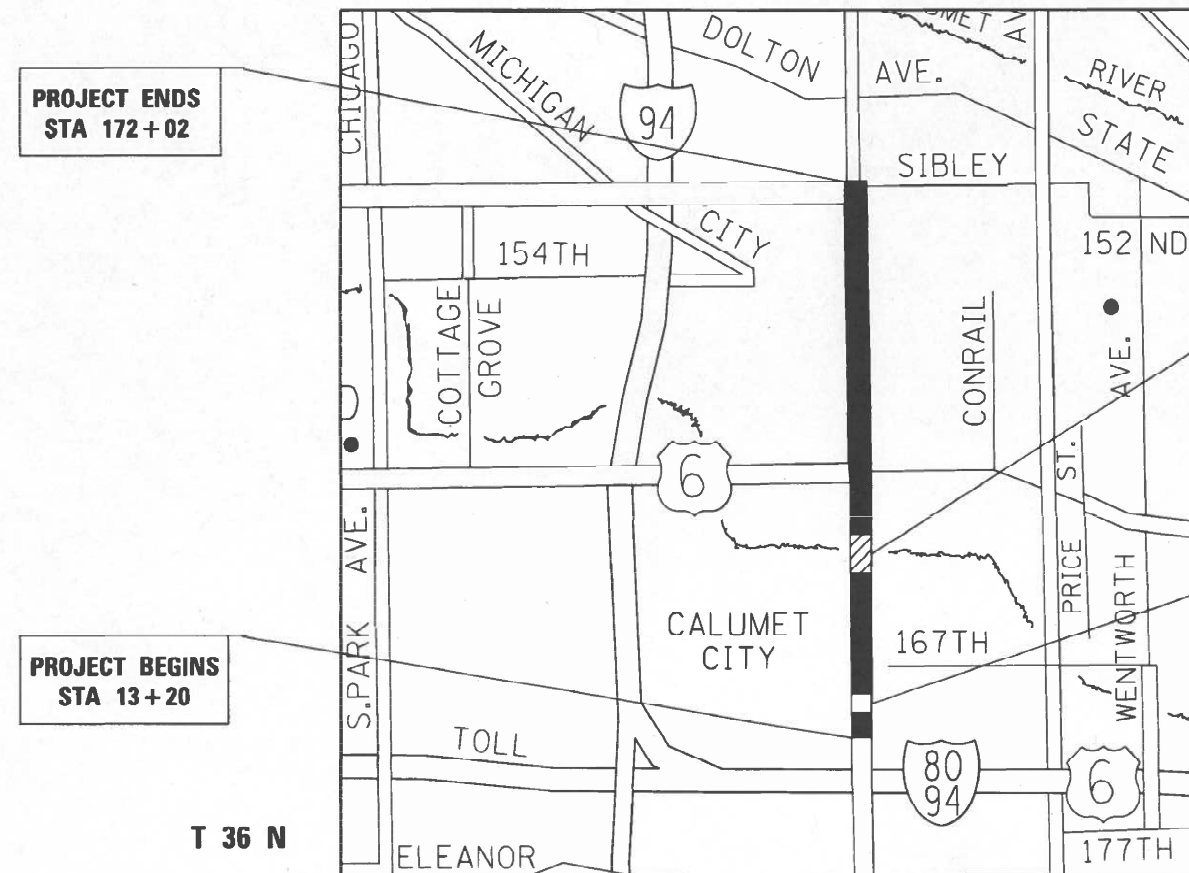 CHICAGO
MICHIGAN
94
DOLTON
AVE.
AV
RIVER
STATE
PROJECT ENDS
STA 172+02
SIBLEY
CITY
154TH
152 ND
COTTAGE
GROVE
CONRAIL
AVE.
6
PRICE ST.
S.PARK AVE.
CALUMET
CITY
167TH
WENTWORTH
PROJECT BEGINS
STA 13+20
TOLL
80
94
6
T 36 N
ELEANOR
177TH